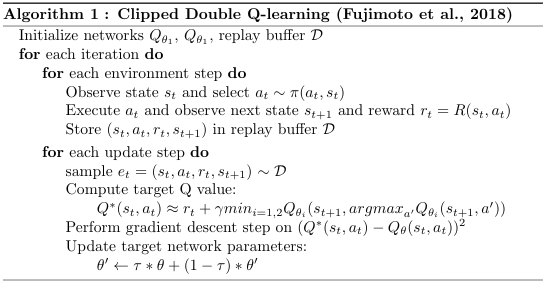 Algorithm 1 : Clipped Double Q-learning (Fujimoto et al., 2018)
Initialize networks $Q_{\theta_1}$, $Q_{\theta_1}$, replay buffer $\mathcal{D}$
for each iteration do
for each environment step do
Observe state $s_t$ and select $a_t \sim \pi(a_t, s_t)$
Execute $a_t$ and observe next state $s_{t+1}$ and reward $r_t = R(s_t, a_t)$
Store $(s_t, a_t, r_t, s_{t+1})$ in replay buffer $\mathcal{D}$
for each update step do
sample $e_t = (s_t, a_t, r_t, s_{t+1}) \sim \mathcal{D}$
Compute target Q value:
$Q^*(s_t, a_t) \approx r_t + \gamma min_{i=1,2} Q_{\theta_i}(s_{t+1}, argmax_{a'} Q_{\theta_i}(s_{t+1}, a'))$
Perform gradient descent step on $(Q^*(s_t, a_t) - Q_\theta(s_t, a_t))^2$
Update target network parameters:
$\theta' \leftarrow \tau * \theta + (1 - \tau) * \theta'$